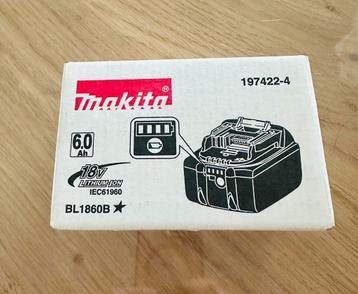 makita®
197422-4
6.0
Ah
18V
LITHIUM-ION
IEC61960
BL1860B ★